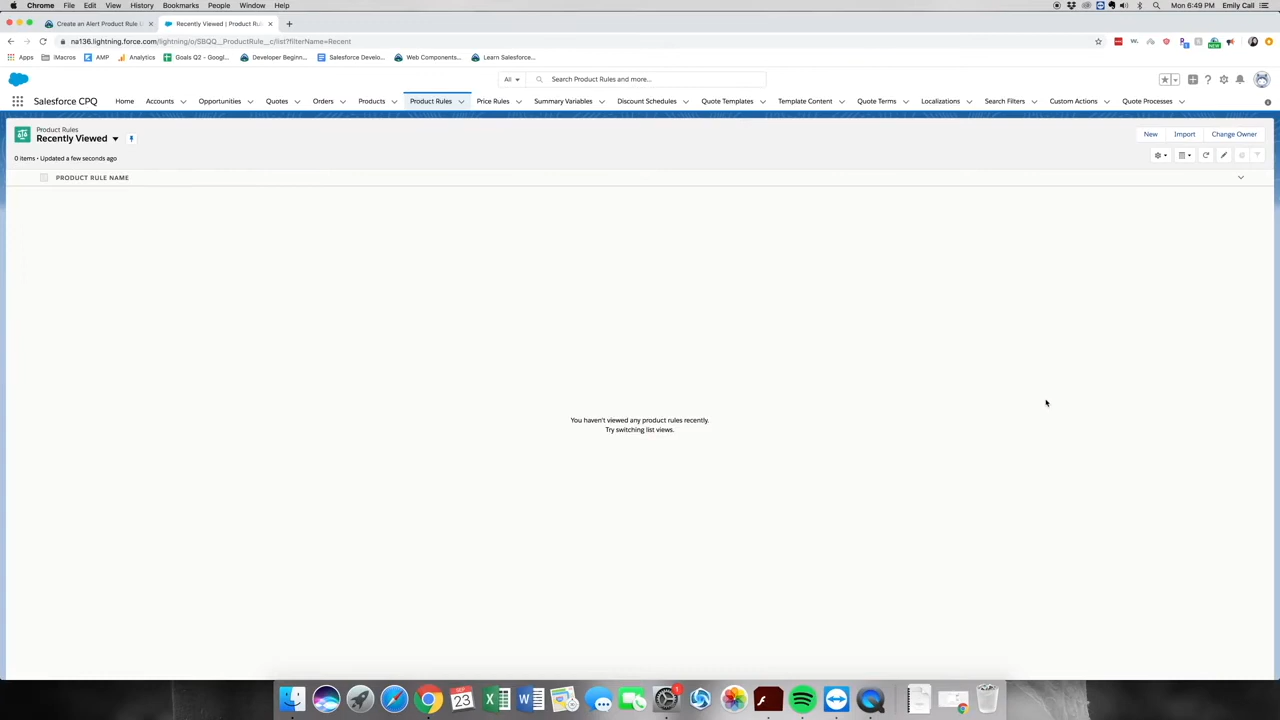 Chrome File Edit View History Bookmarks People Window Help Mon 6:49 PM Emily Call
Create an Alert Product Rule Recently Viewed | Product Ru
na136.lightning.force.com/lightning/o/SBQQ__ProductRule__c/list?filterName=Recent
Apps iMacros AMP Analytics Goals Q2 - Googl... Developer Beginn... Salesforce Develo... Web Components... Learn Salesforce...
All Search Product Rules and more...
Salesforce CPQ Home Accounts Opportunities Quotes Orders Products Product Rules Price Rules Summary Variables Discount Schedules Quote Templates Template Content Quote Terms Localizations Search Filters Custom Actions Quote Processes
Product Rules
Recently Viewed
New Import Change Owner
0 items • Updated a few seconds ago
PRODUCT RULE NAME
You haven't viewed any product rules recently.
Try switching list views.